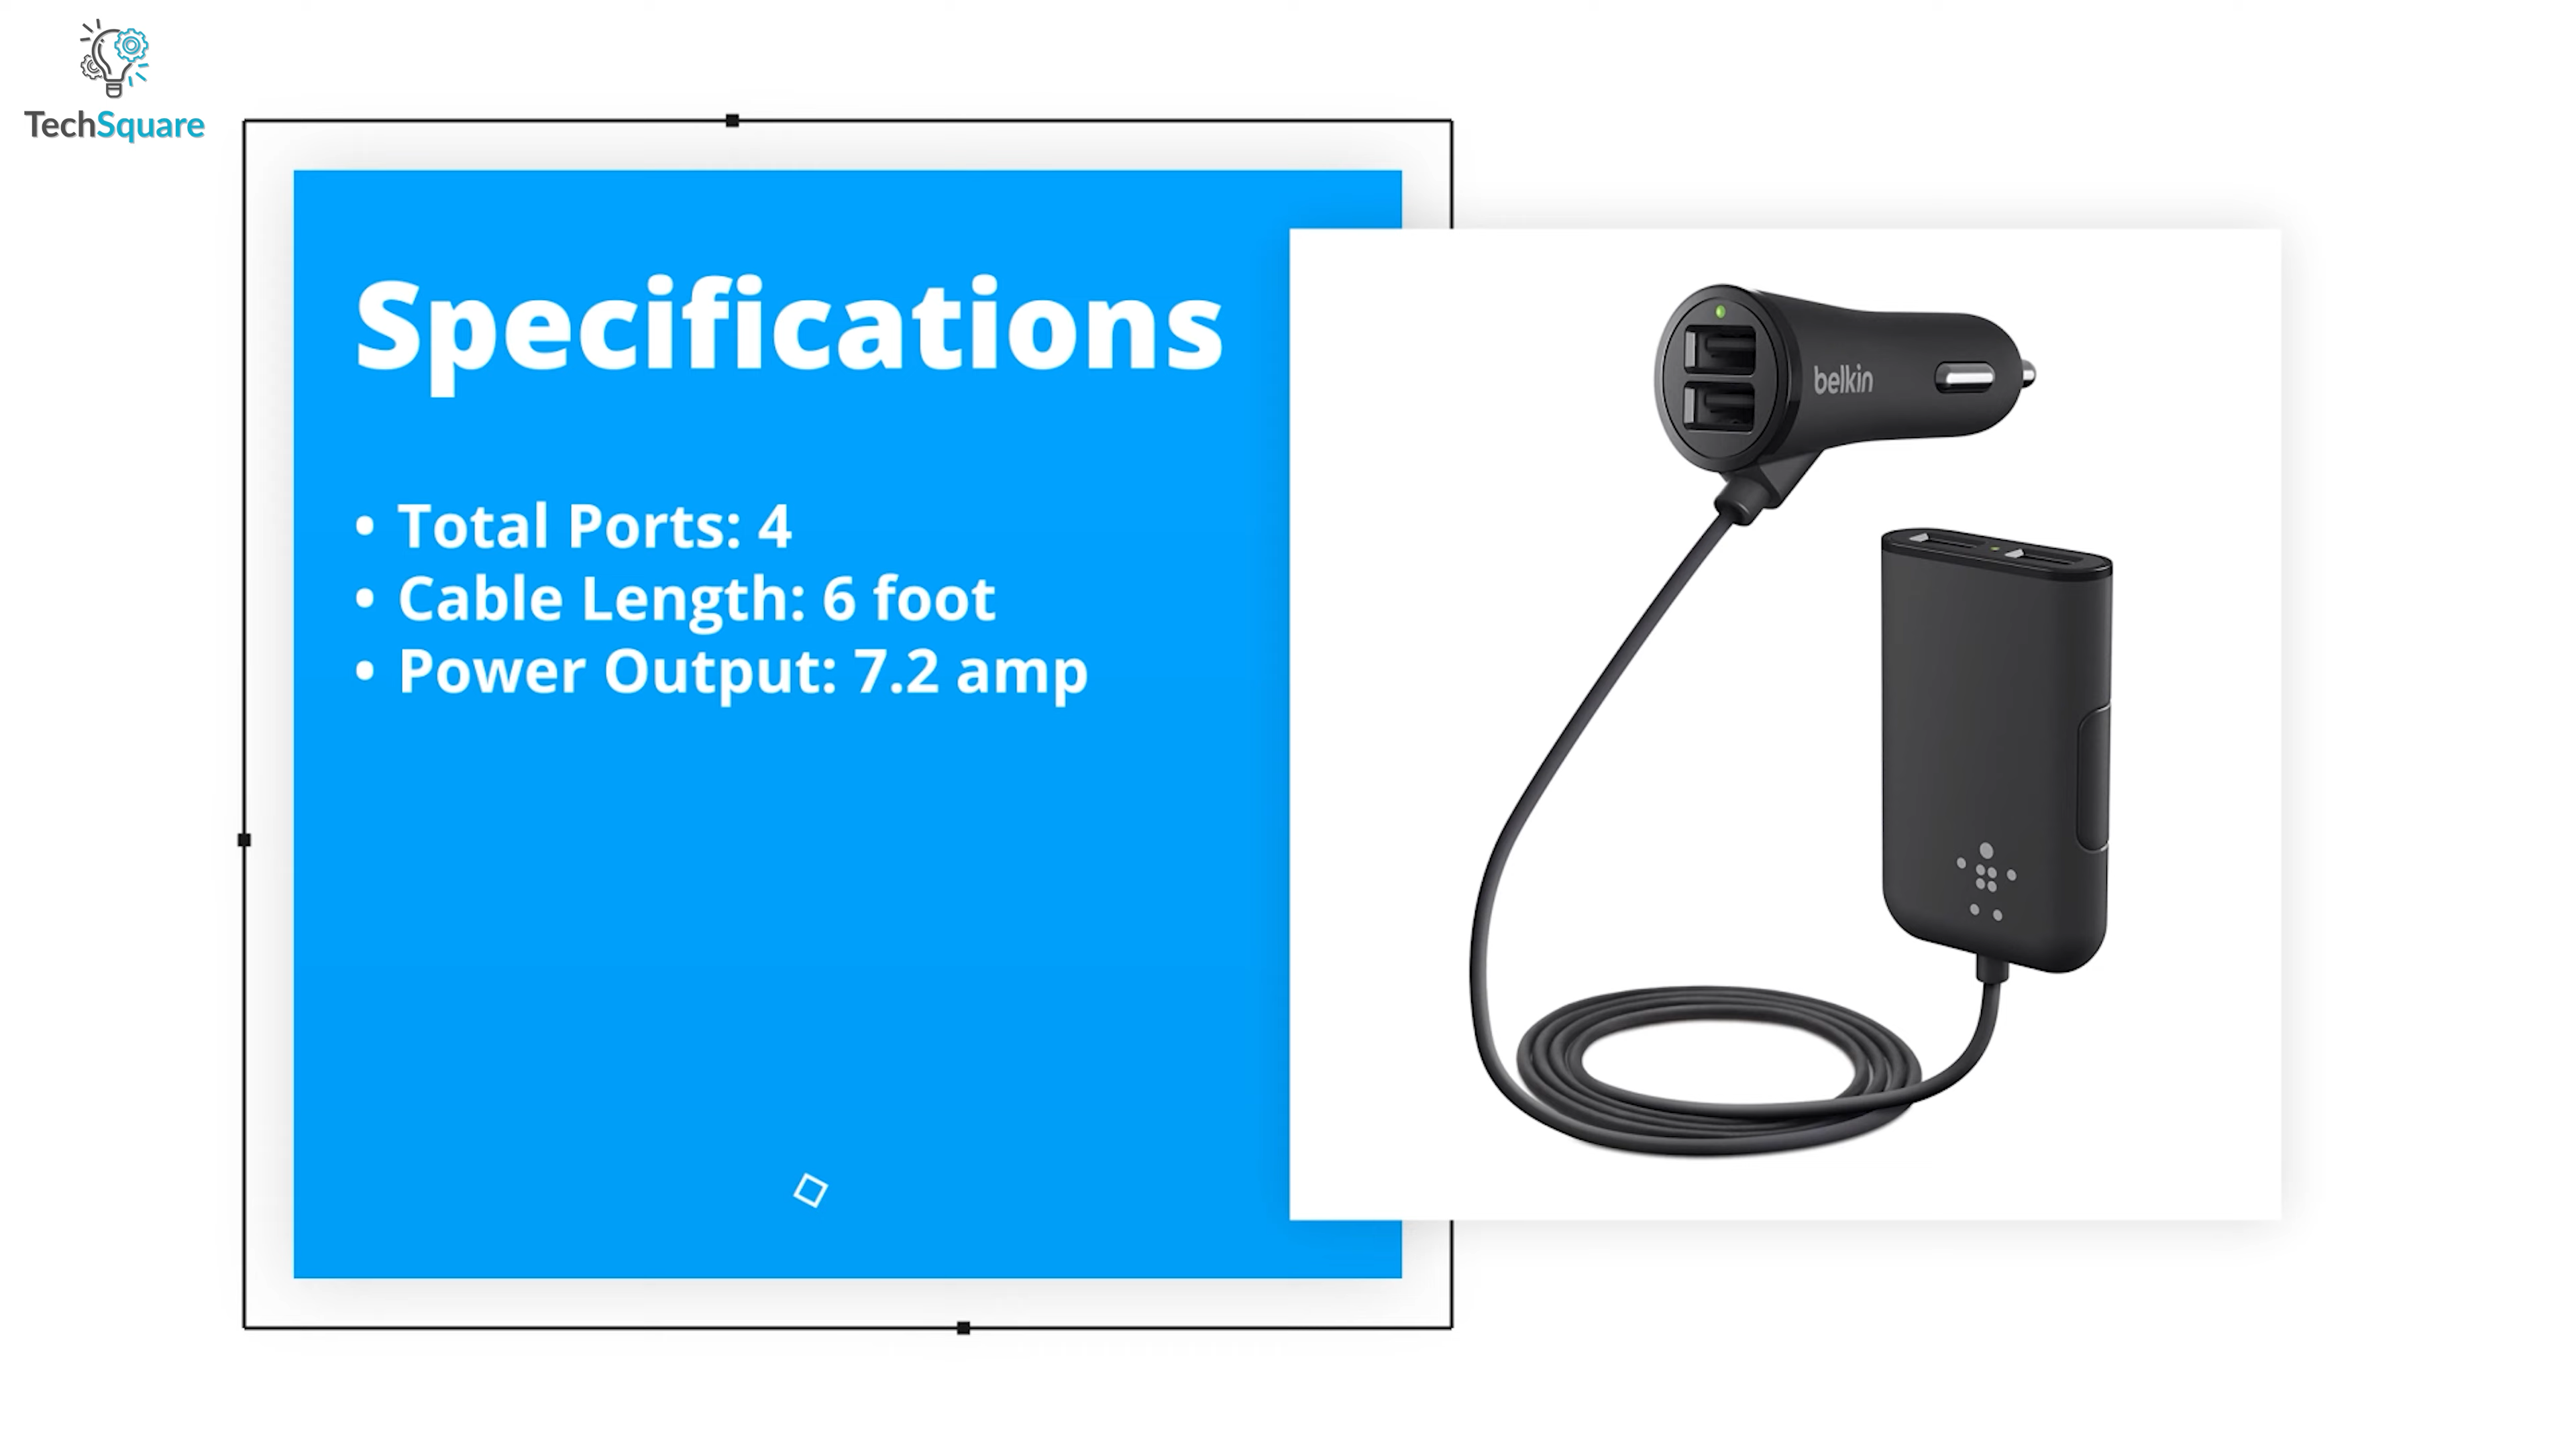 TechSquare
Specifications
• Total Ports: 4
• Cable Length: 6 foot
• Power Output: 7.2 amp
belkin